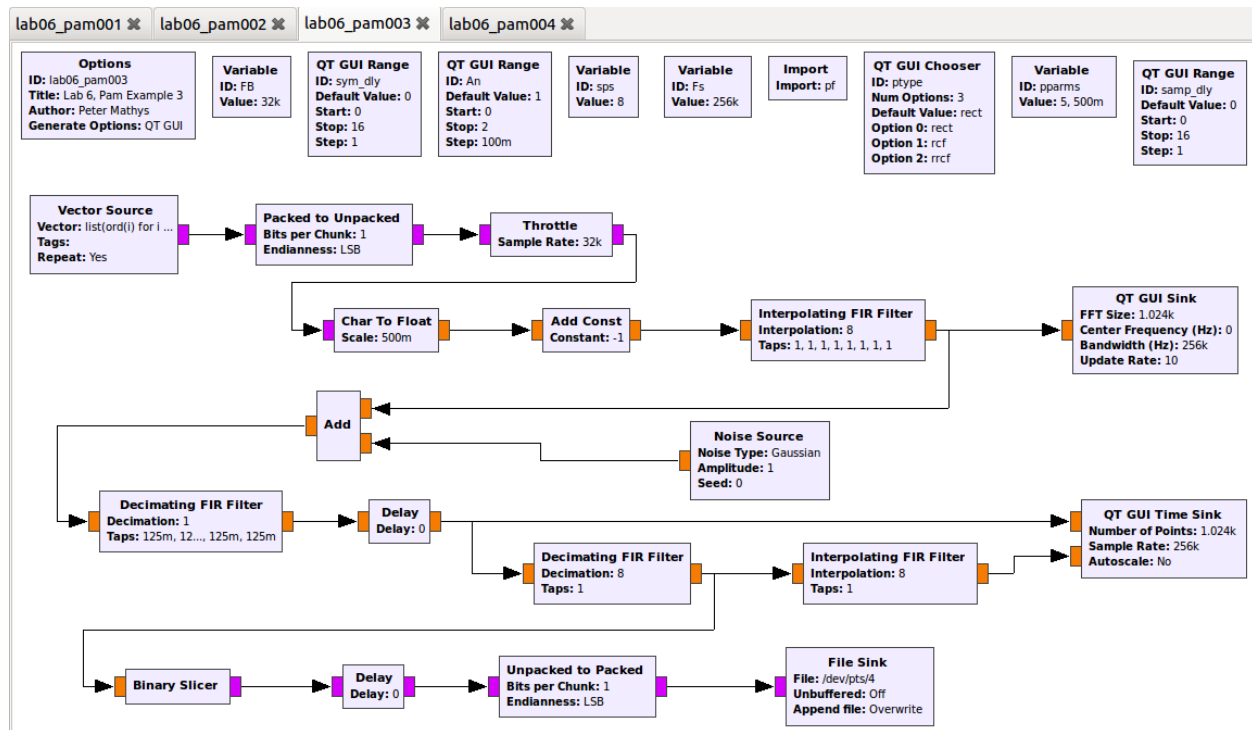 lab06_pam001 lab06_pam002 lab06_pam003 lab06_pam004
Options
ID: lab06_pam003
Title: Lab 6, Pam Example 3
Author: Peter Mathys
Generate Options: QT GUI
Variable
ID: FB
Value: 32k
QT GUI Range
ID: sym_dly
Default Value: 0
Start: 0
Stop: 16
Step: 1
QT GUI Range
ID: An
Default Value: 1
Start: 0
Stop: 2
Step: 100m
Variable
ID: sps
Value: 8
Variable
ID: Fs
Value: 256k
Import
Import: pf
QT GUI Chooser
ID: ptype
Num Options: 3
Default Value: rect
Option 0: rect
Option 1: rcf
Option 2: rrcf
Variable
ID: pparms
Value: 5, 500m
QT GUI Range
ID: samp_dly
Default Value: 0
Start: 0
Stop: 16
Step: 1
Vector Source
Vector: list(ord(i) for i ...
Tags:
Repeat: Yes
Packed to Unpacked
Bits per Chunk: 1
Endianness: LSB
Throttle
Sample Rate: 32k
Char To Float
Scale: 500m
Add Const
Constant: -1
Interpolating FIR Filter
Interpolation: 8
Taps: 1, 1, 1, 1, 1, 1, 1, 1
QT GUI Sink
FFT Size: 1.024k
Center Frequency (Hz): 0
Bandwidth (Hz): 256k
Update Rate: 10
Add
Noise Source
Noise Type: Gaussian
Amplitude: 1
Seed: 0
Decimating FIR Filter
Decimation: 1
Taps: 125m, 12..., 125m, 125m
Delay
Delay: 0
Decimating FIR Filter
Decimation: 8
Taps: 1
Interpolating FIR Filter
Interpolation: 8
Taps: 1
QT GUI Time Sink
Number of Points: 1.024k
Sample Rate: 256k
Autoscale: No
Binary Slicer
Delay
Delay: 0
Unpacked to Packed
Bits per Chunk: 1
Endianness: LSB
File Sink
File: /dev/pts/4
Unbuffered: Off
Append file: Overwrite